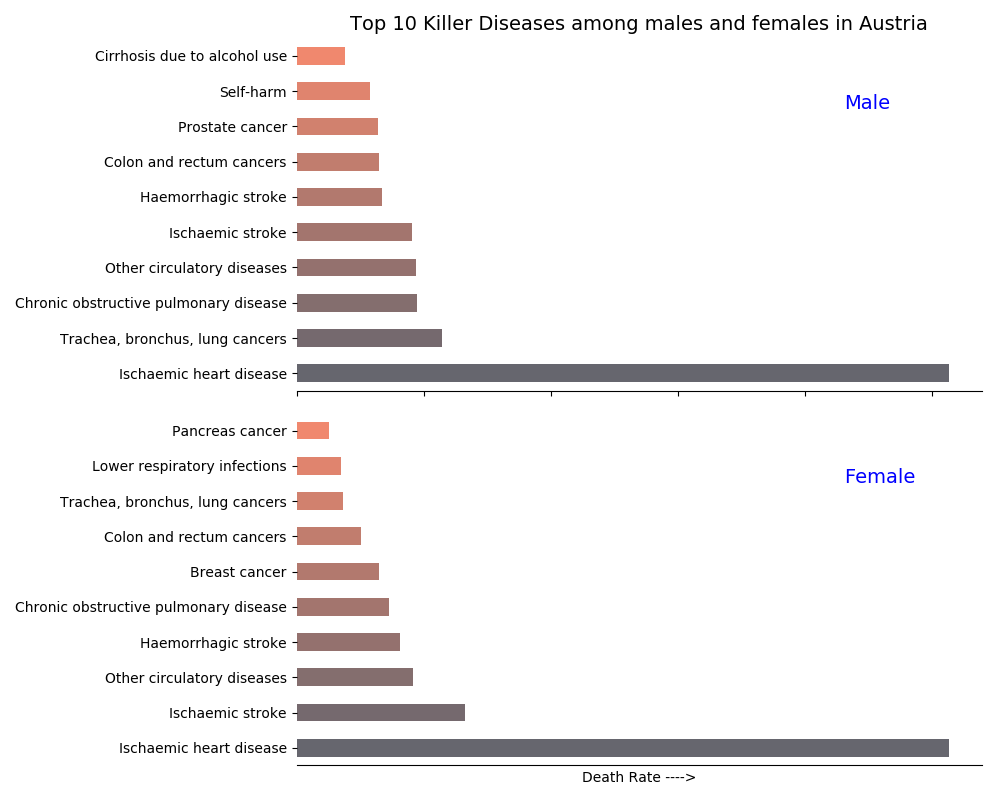 Top 10 Killer Diseases among males and females in Austria
Cirrhosis due to alcohol use
Self-harm
Male
Prostate cancer
Colon and rectum cancers
Haemorrhagic stroke
Ischaemic stroke
Other circulatory diseases
Chronic obstructive pulmonary disease
Trachea, bronchus, lung cancers
Ischaemic heart disease
Pancreas cancer
Lower respiratory infections
Female
Trachea, bronchus, lung cancers
Colon and rectum cancers
Breast cancer
Chronic obstructive pulmonary disease
Haemorrhagic stroke
Other circulatory diseases
Ischaemic stroke
Ischaemic heart disease
Death Rate ---->